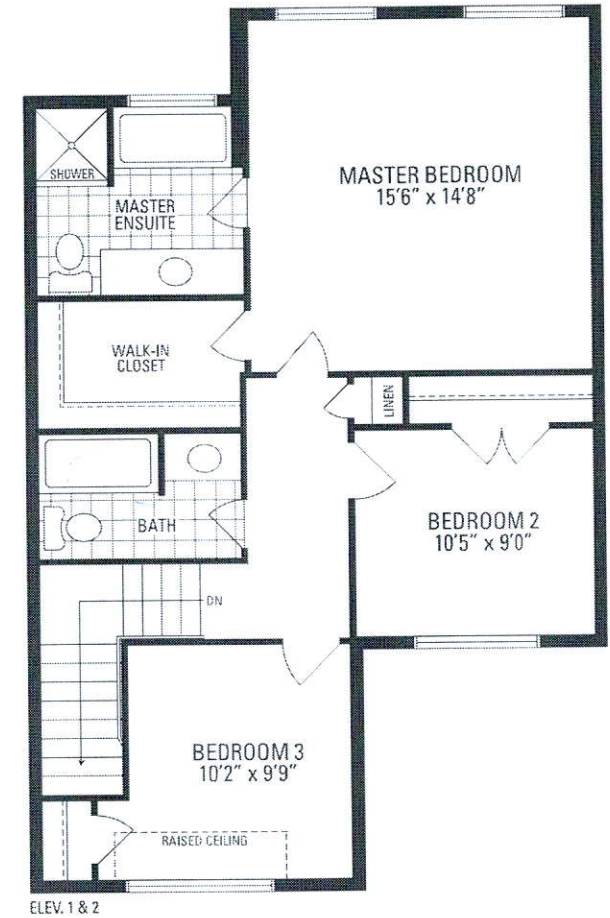 SHOWER
MASTER
ENSUITE
MASTER BEDROOM
15'6" x 14'8"
WALK-IN
CLOSET
LINEN
BATH
BEDROOM 2
10'5" x 9'0"
DN
BEDROOM 3
10'2" x 9'9"
RAISED CEILING
ELEV. 1 & 2